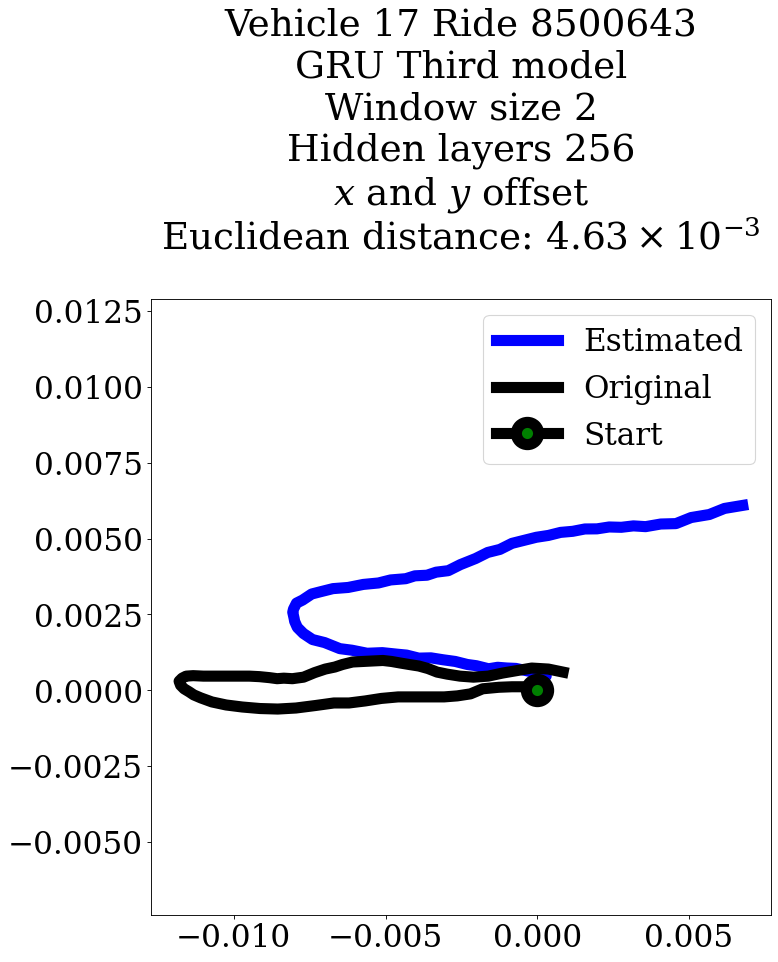 Vehicle 17 Ride 8500643
GRU Third model
Window size 2
Hidden layers 256
x and y offset
Euclidean distance: 4.63 × 10⁻³
Estimated
Original
Start
0.0125
0.0100
0.0075
0.0050
0.0025
0.0000
−0.0025
−0.0050
−0.010 −0.005 0.000 0.005